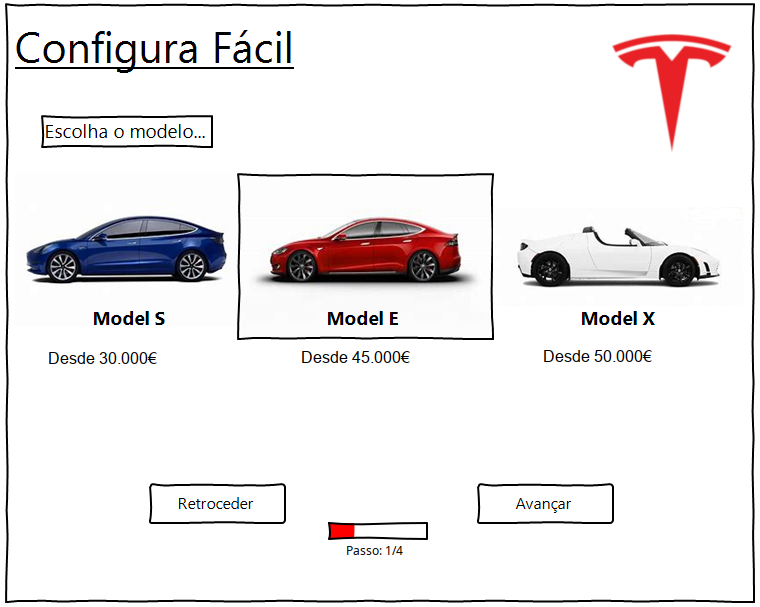 Configura Fácil
Escolha o modelo...
Model S
Model E
Model X
Desde 30.000€
Desde 45.000€
Desde 50.000€
Retroceder
Avançar
Passo: 1/4